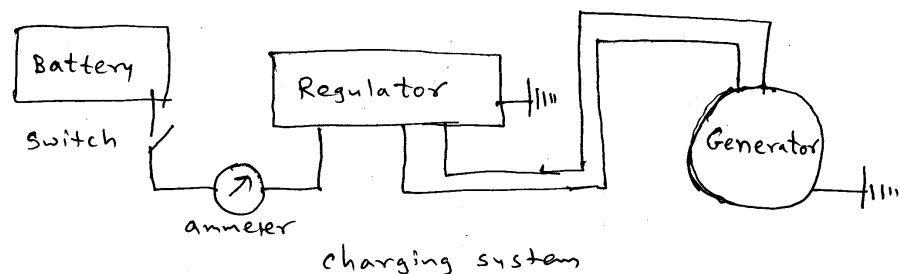 Battery
Regulator
Generator
Switch
ammeter
charging system